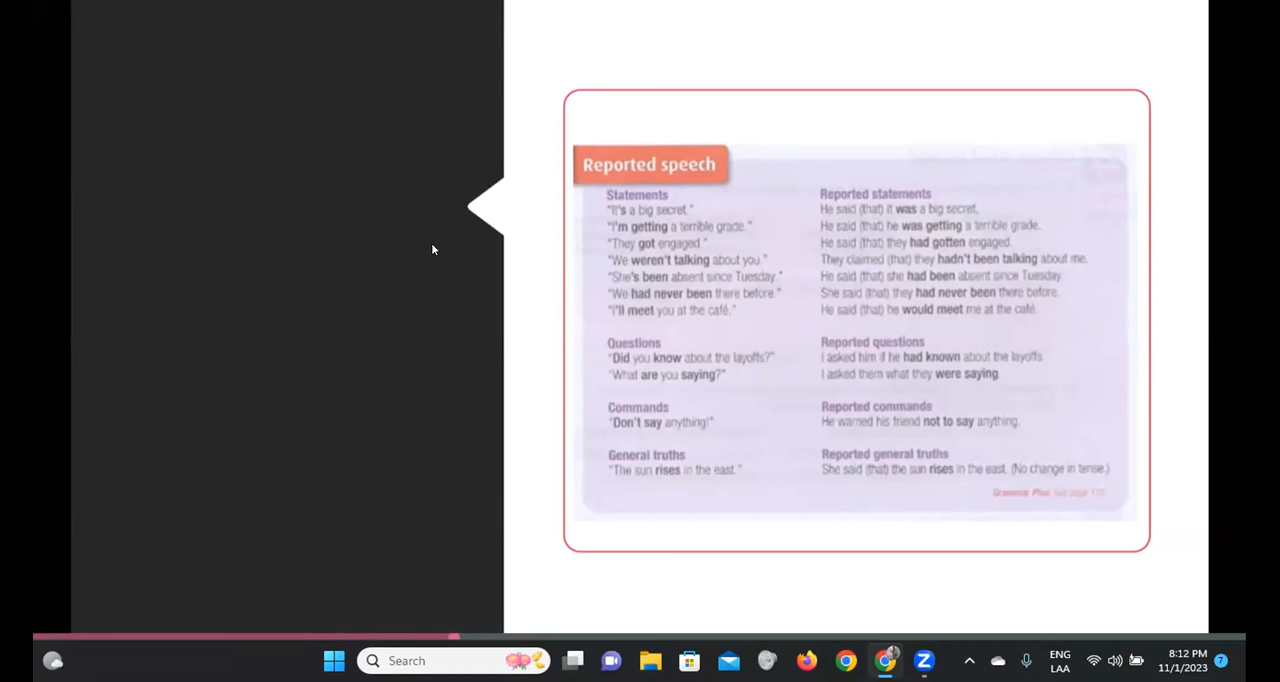 Reported speech
Statements
"It's a big secret."
"I'm getting a terrible grade."
"They got engaged."
"We weren't talking about you."
"She's been absent since Tuesday."
"We had never been there before."
"I'll meet you at the café."
Reported statements
He said (that) it was a big secret.
He said (that) he was getting a terrible grade.
He said (that) they had gotten engaged.
They claimed (that) they hadn't been talking about me.
He said (that) she had been absent since Tuesday.
She said (that) they had never been there before.
He said (that) he would meet me at the café.
Questions
"Did you know about the layoffs?"
"What are you saying?"
Reported questions
I asked him if he had known about the layoffs
I asked them what they were saying.
Commands
"Don't say anything!"
Reported commands
He warned his friend not to say anything.
General truths
"The sun rises in the east."
Reported general truths
She said (that) the sun rises in the east. (No change in tense.)
Grammar Plus: See page
Search
ENG
LAA
8:12 PM
11/1/2023
7